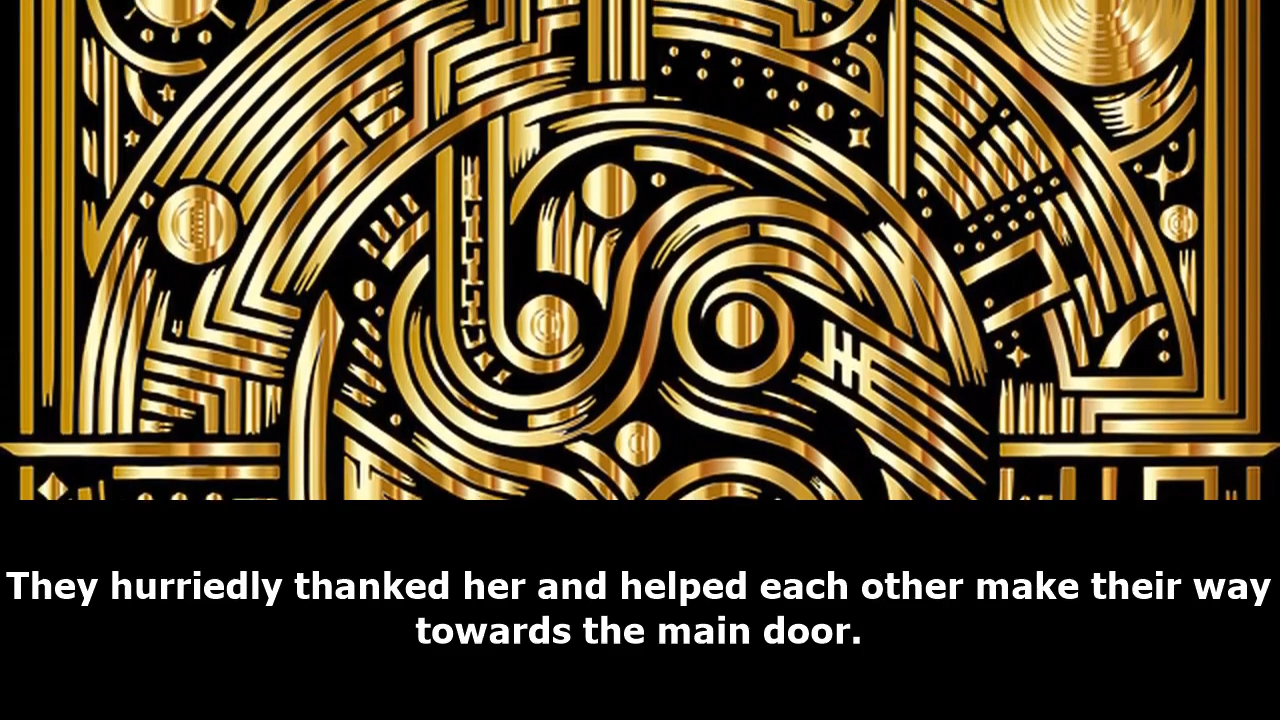 They hurriedly thanked her and helped each other make their way
towards the main door.